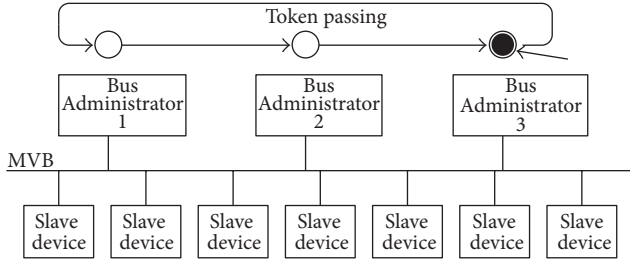 Token passing
Bus
Administrator
1
Bus
Administrator
2
Bus
Administrator
3
MVB
Slave
device
Slave
device
Slave
device
Slave
device
Slave
device
Slave
device
Slave
device